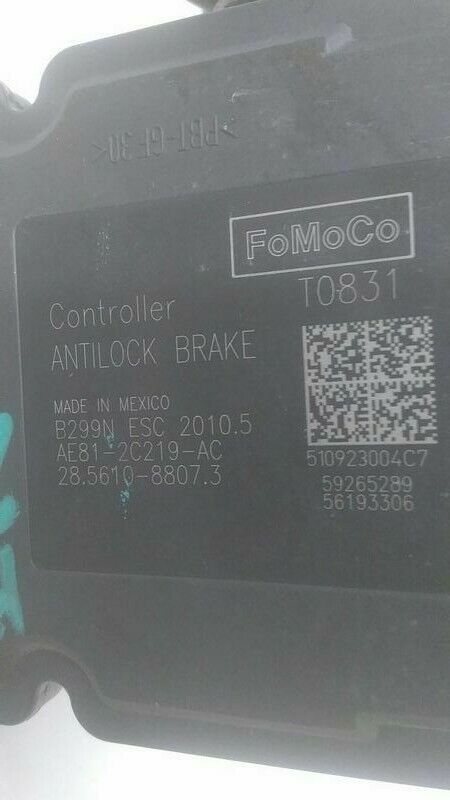 >PBT-GF30<
FoMoCo
T0831
Controller
ANTILOCK BRAKE
MADE IN MEXICO
B299N ESC 2010.5
AE81-2C219-AC
28.5610-8807.3
510923004C7
59265289
56193306